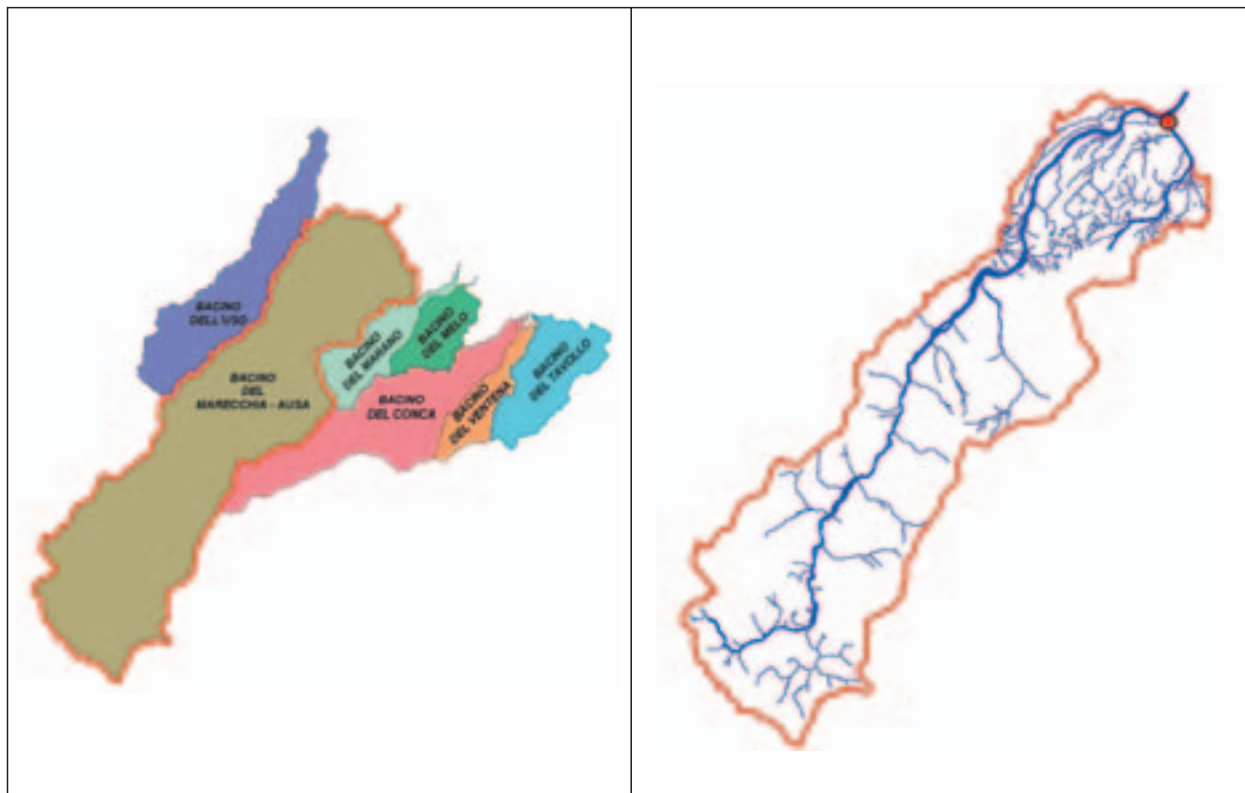 BACINO
DELL'USO
BACINO
DEL
MARECCHIA - AUSA
BACINO
DEL MARANO
BACINO
DEL MELO
BACINO
DEL CONCA
BACINO
DEL VENTENA
BACINO
DEL TAVOLLO